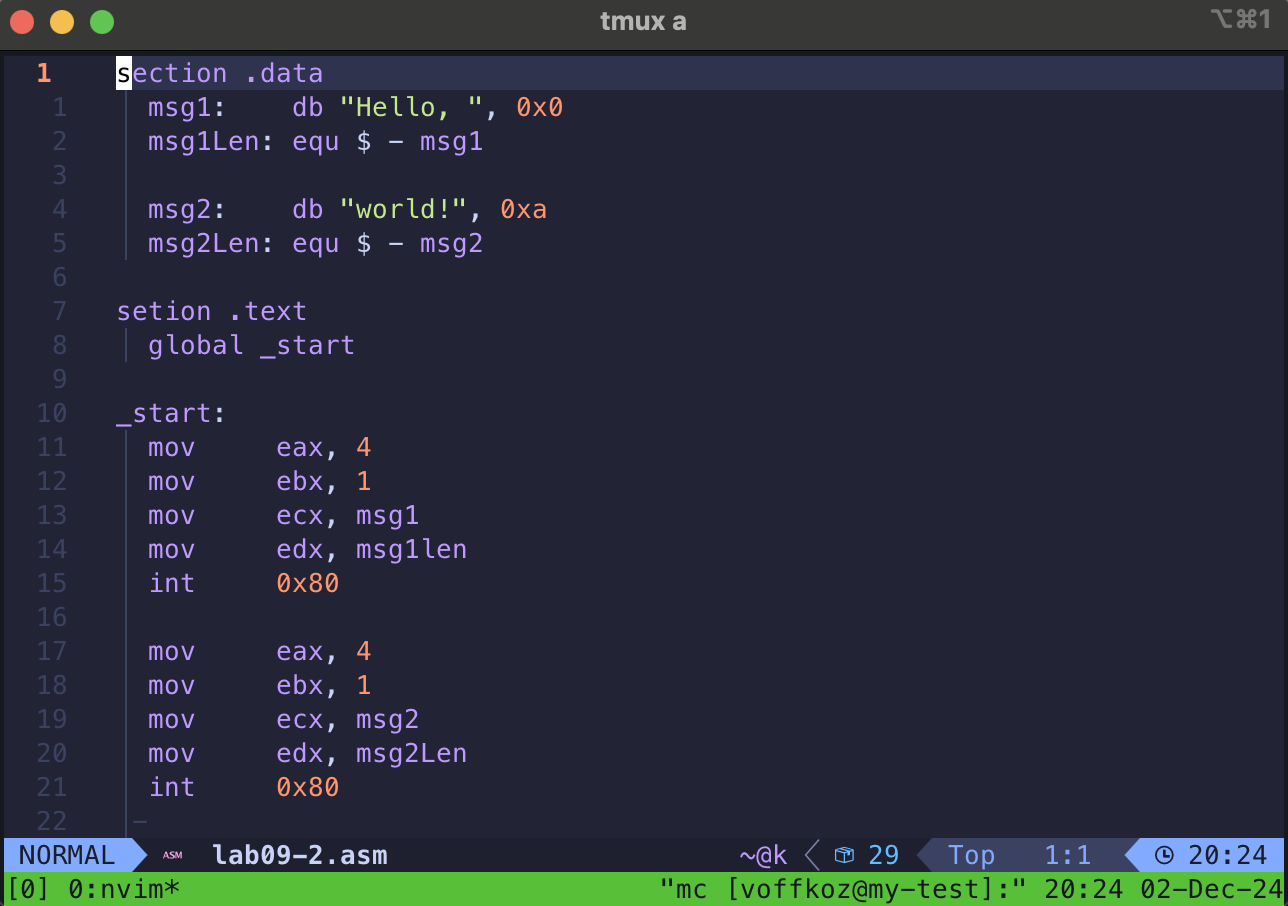 tmux a ⌥⌘1
1 section .data
1 msg1: db "Hello, ", 0x0
2 msg1Len: equ $ - msg1
3
4 msg2: db "world!", 0xa
5 msg2Len: equ $ - msg2
6
7 setion .text
8 global _start
9
10 _start:
11 mov eax, 4
12 mov ebx, 1
13 mov ecx, msg1
14 mov edx, msg1len
15 int 0x80
16
17 mov eax, 4
18 mov ebx, 1
19 mov ecx, msg2
20 mov edx, msg2Len
21 int 0x80
22 -
NORMAL ASM lab09-2.asm ~@k 29 Top 1:1 20:24
[0] 0:nvim* "mc [voffkoz@my-test]:" 20:24 02-Dec-24